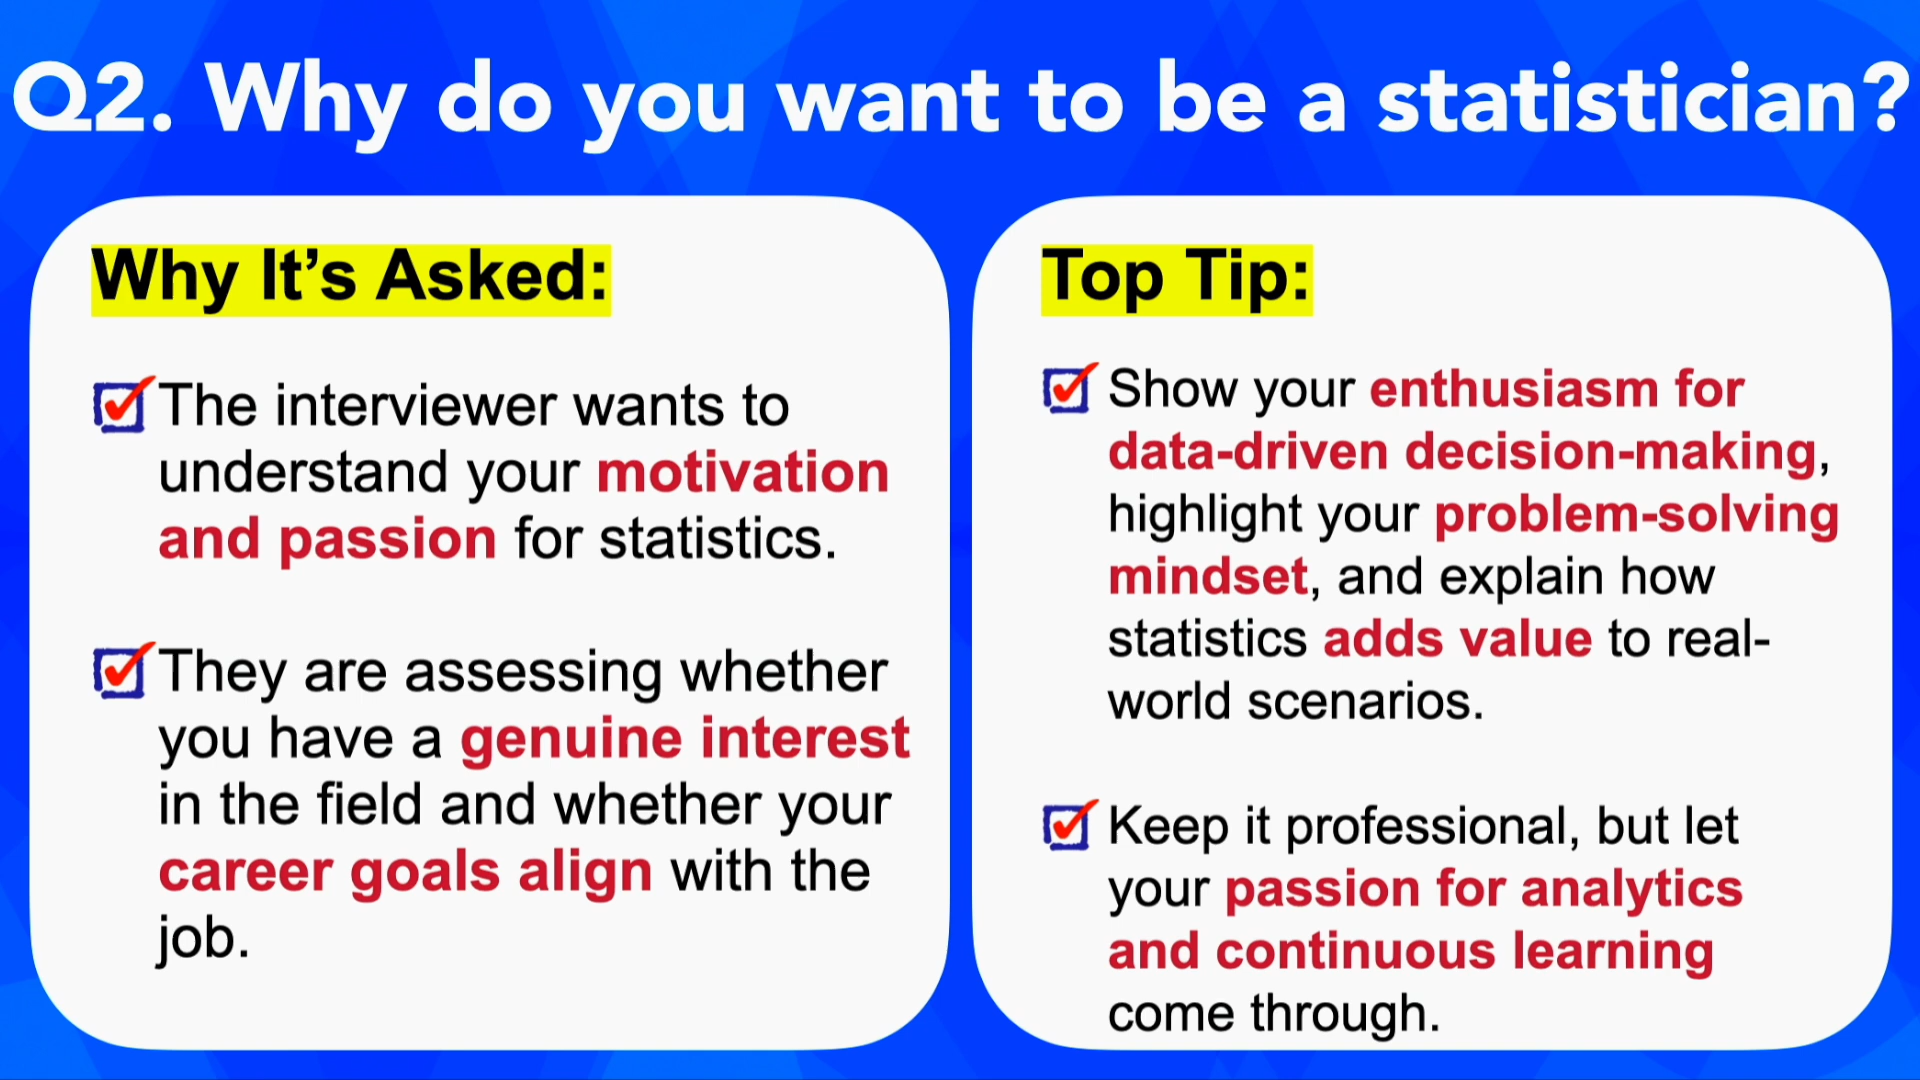 Q2. Why do you want to be a statistician?
Why It’s Asked:
The interviewer wants to
understand your motivation
and passion for statistics.
They are assessing whether
you have a genuine interest
in the field and whether your
career goals align with the
job.
Top Tip:
Show your enthusiasm for
data-driven decision-making,
highlight your problem-solving
mindset, and explain how
statistics adds value to real-
world scenarios.
Keep it professional, but let
your passion for analytics
and continuous learning
come through.